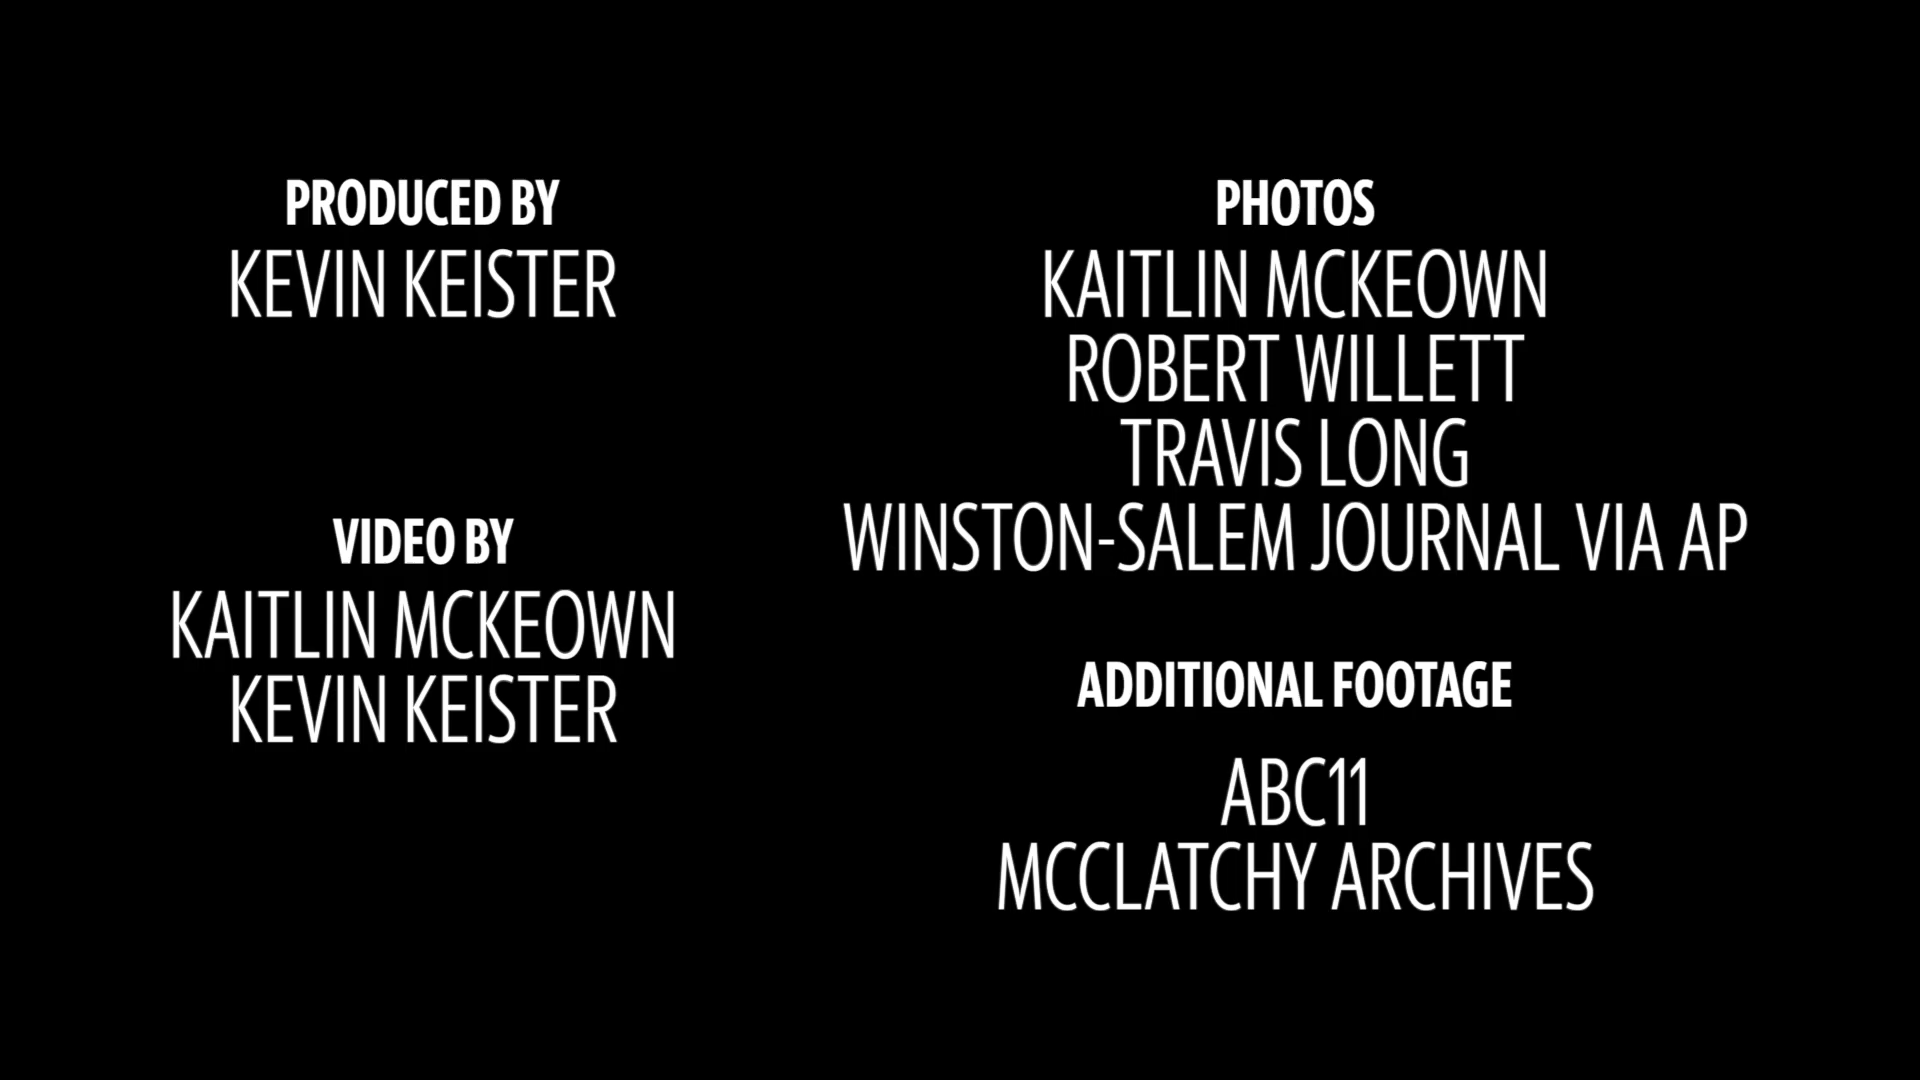 PRODUCED BY
KEVIN KEISTER
VIDEO BY
KAITLIN MCKEOWN
KEVIN KEISTER
PHOTOS
KAITLIN MCKEOWN
ROBERT WILLETT
TRAVIS LONG
WINSTON-SALEM JOURNAL VIA AP
ADDITIONAL FOOTAGE
ABC11
MCCLATCHY ARCHIVES